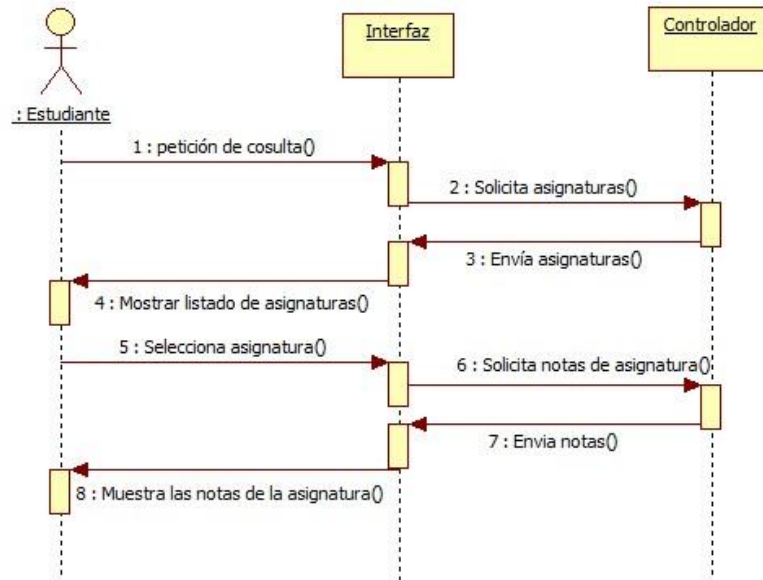 Interfaz
Controlador
: Estudiante
1 : petición de cosulta()
2 : Solicita asignaturas()
3 : Envía asignaturas()
4 : Mostrar listado de asignaturas()
5 : Selecciona asignatura()
6 : Solicita notas de asignatura()
7 : Envia notas()
8 : Muestra las notas de la asignatura()